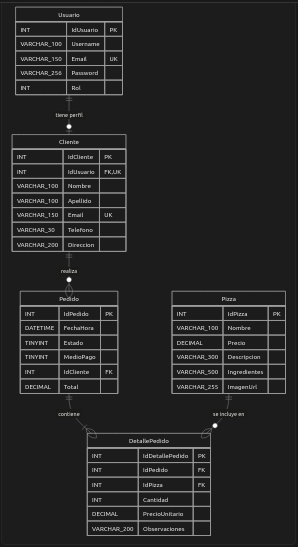 Usuario
INT IdUsuario PK
VARCHAR_100 Username
VARCHAR_150 Email UK
VARCHAR_256 Password
INT Rol
tiene perfil
Cliente
INT IdCliente PK
INT IdUsuario FK,UK
VARCHAR_100 Nombre
VARCHAR_100 Apellido
VARCHAR_150 Email UK
VARCHAR_30 Telefono
VARCHAR_200 Direccion
realiza
Pedido
INT IdPedido PK
DATETIME FechaHora
TINYINT Estado
TINYINT MedioPago
INT IdCliente FK
DECIMAL Total
Pizza
INT IdPizza PK
VARCHAR_100 Nombre
DECIMAL Precio
VARCHAR_300 Descripcion
VARCHAR_500 Ingredientes
VARCHAR_255 ImagenUrl
contiene
se incluye en
DetallePedido
INT IdDetallePedido PK
INT IdPedido FK
INT IdPizza FK
INT Cantidad
DECIMAL PrecioUnitario
VARCHAR_200 Observaciones